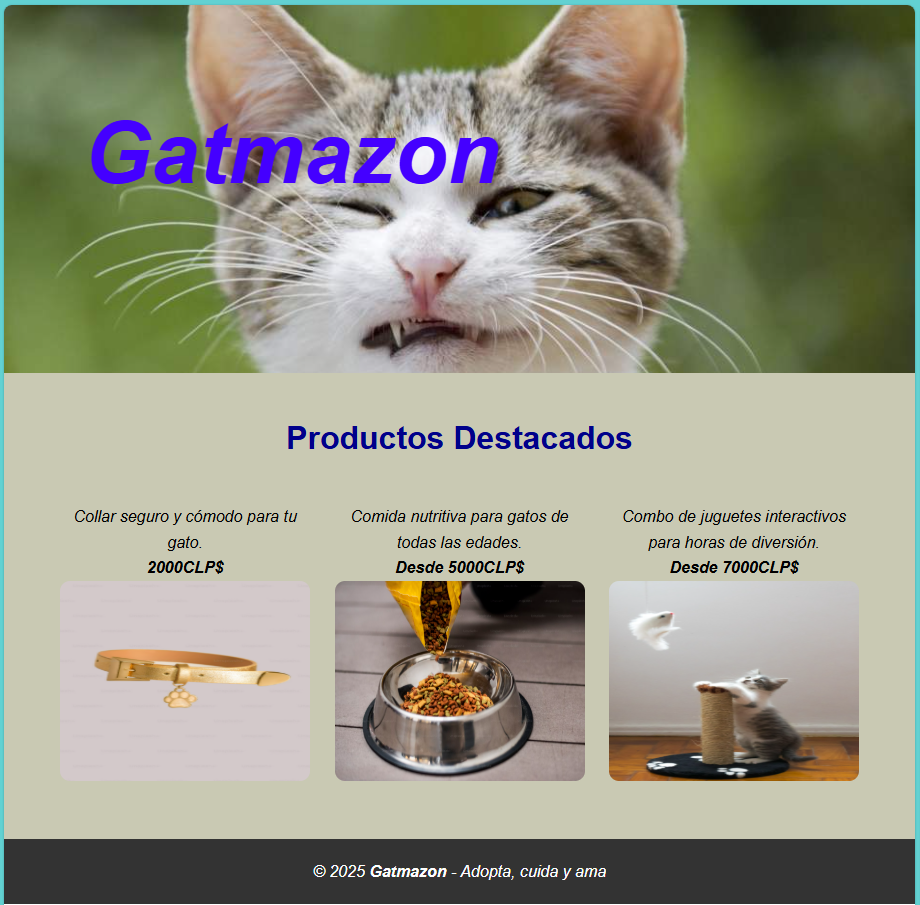 Gatmazon
Productos Destacados
Collar seguro y cómodo para tu
gato.
2000CLP$
Comida nutritiva para gatos de
todas las edades.
Desde 5000CLP$
Combo de juguetes interactivos
para horas de diversión.
Desde 7000CLP$
© 2025 Gatmazon - Adopta, cuida y ama